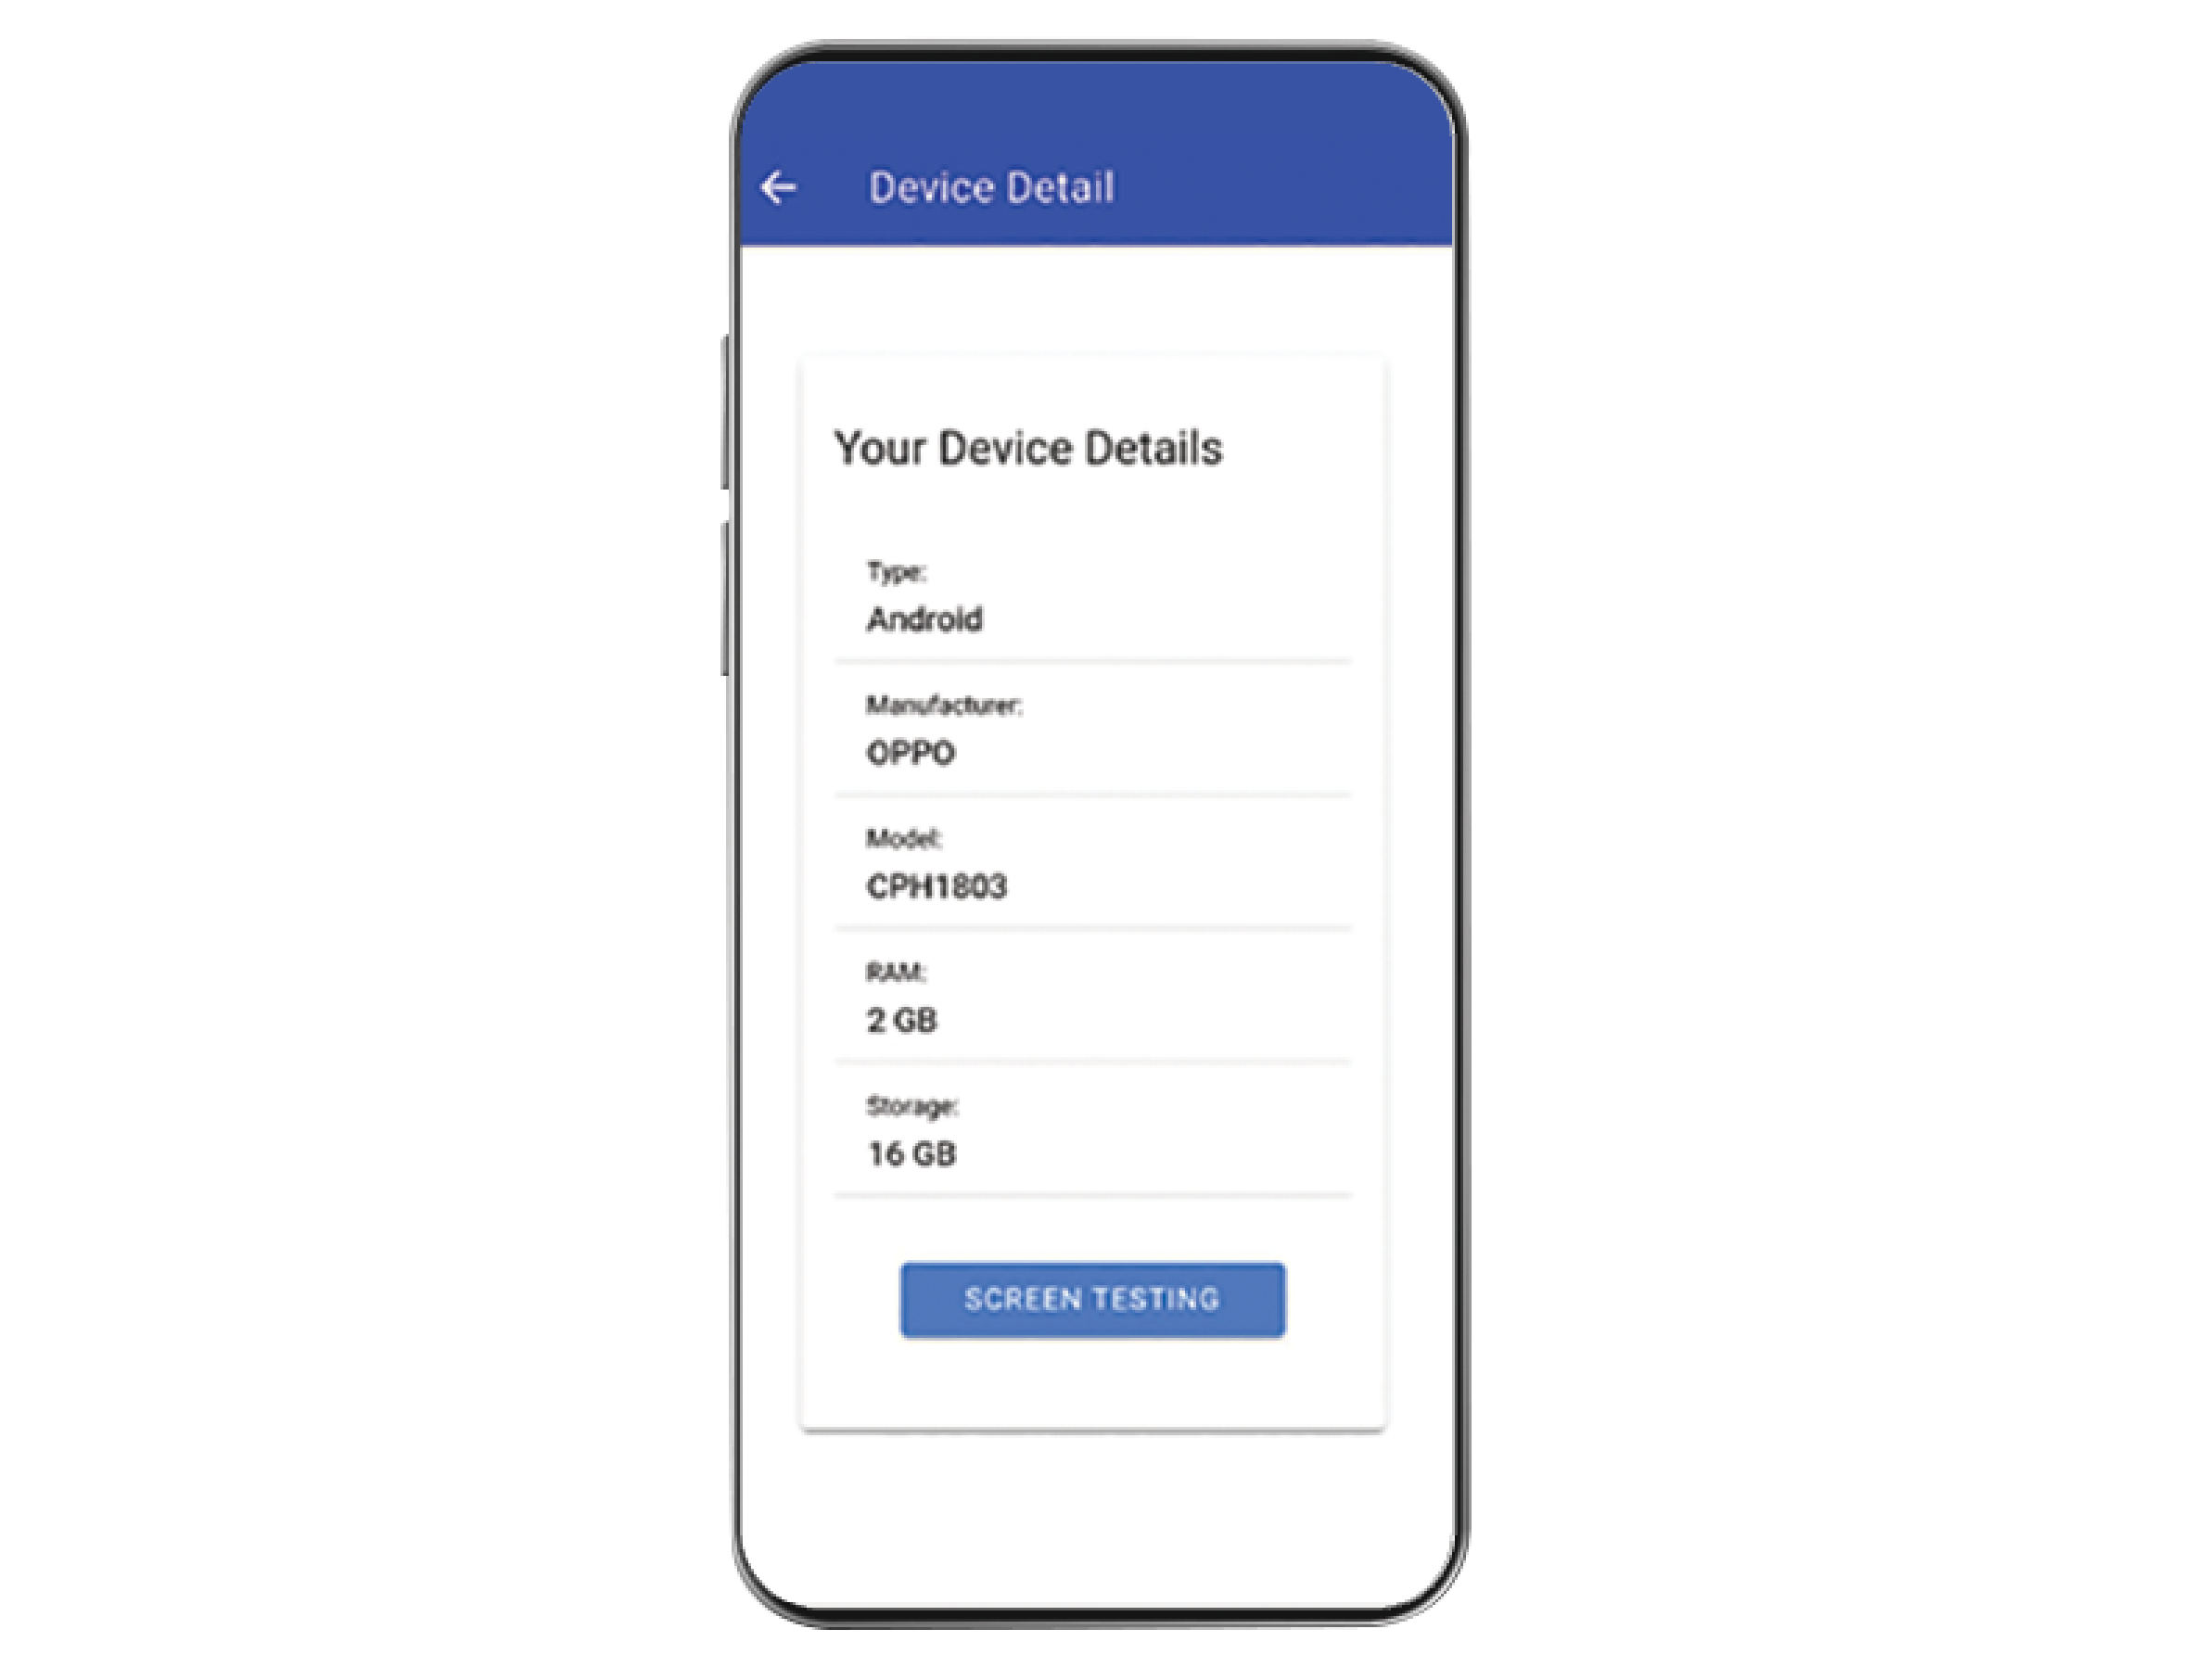 Device Detail
Your Device Details
Type:
Android
Manufacturer:
OPPO
Model:
CPH1803
RAM:
2 GB
Storage:
16 GB
SCREEN TESTING